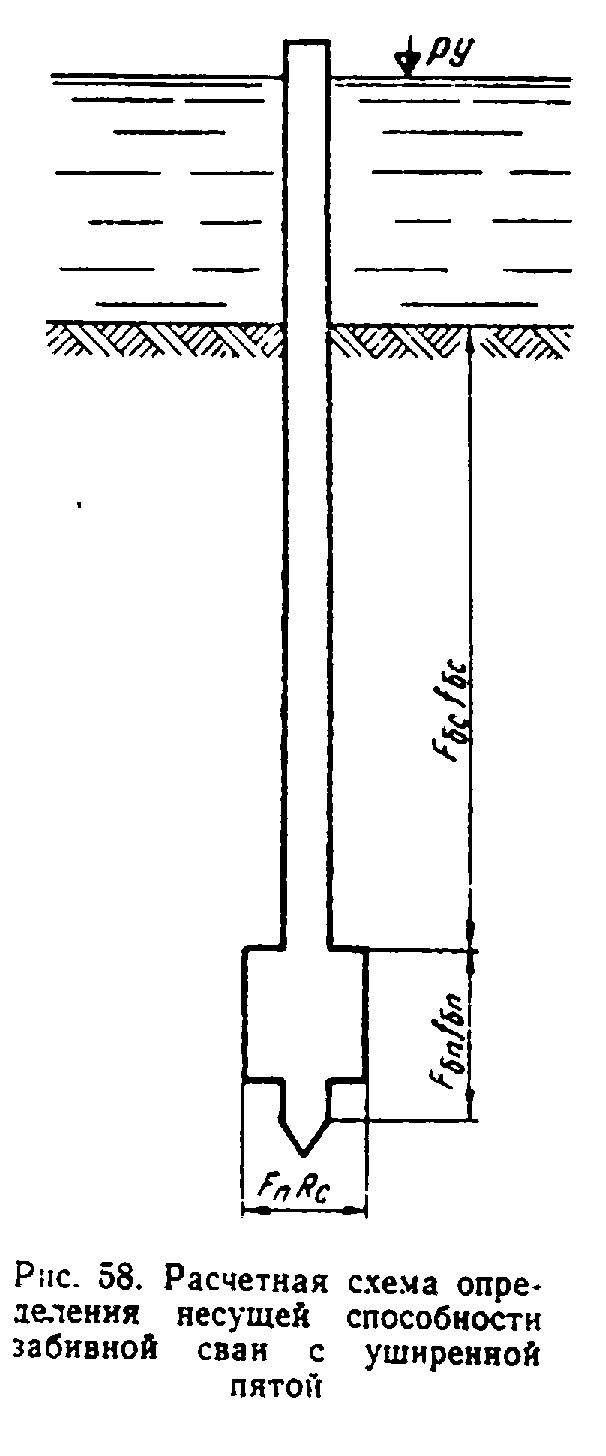 ру
Fбс fбс
Fбп fбп
Fп Rс
Рис. 58. Расчетная схема опре-
деления несущей способности
забивной сваи с уширенной
пятой